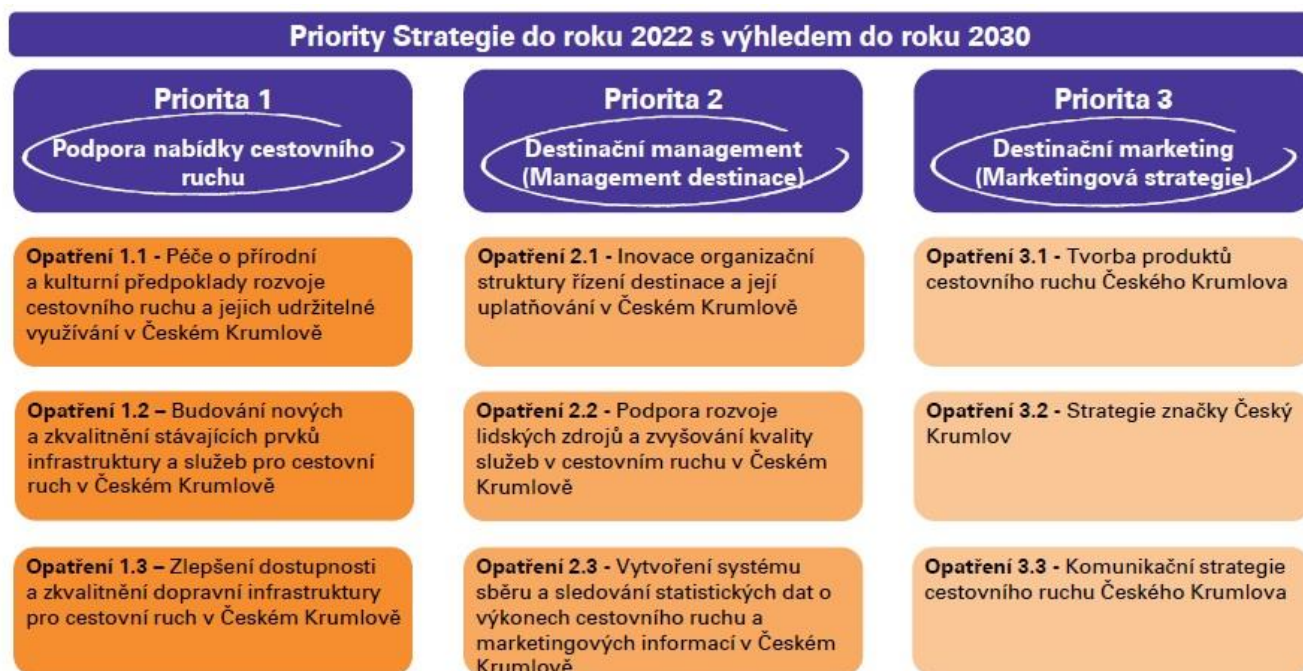 Priority Strategie do roku 2022 s výhledem do roku 2030
Priorita 1
Podpora nabídky cestovního
ruchu
Opatření 1.1 - Péče o přírodní
a kulturní předpoklady rozvoje
cestovního ruchu a jejich udržitelné
využívání v Českém Krumlově
Opatření 1.2 – Budování nových
a zkvalitnění stávajících prvků
infrastruktury a služeb pro cestovní
ruch v Českém Krumlově
Opatření 1.3 – Zlepšení dostupnosti
a zkvalitnění dopravní infrastruktury
pro cestovní ruch v Českém Krumlově
Priorita 2
Destinační management
(Management destinace)
Opatření 2.1 - Inovace organizační
struktury řízení destinace a její
uplatňování v Českém Krumlově
Opatření 2.2 - Podpora rozvoje
lidských zdrojů a zvyšování kvality
služeb v cestovním ruchu v Českém
Krumlově
Opatření 2.3 - Vytvoření systému
sběru a sledování statistických dat o
výkonech cestovního ruchu a
marketingových informací v Českém
Krumlově
Priorita 3
Destinační marketing
(Marketingová strategie)
Opatření 3.1 - Tvorba produktů
cestovního ruchu Českého Krumlova
Opatření 3.2 - Strategie značky Český
Krumlov
Opatření 3.3 - Komunikační strategie
cestovního ruchu Českého Krumlova